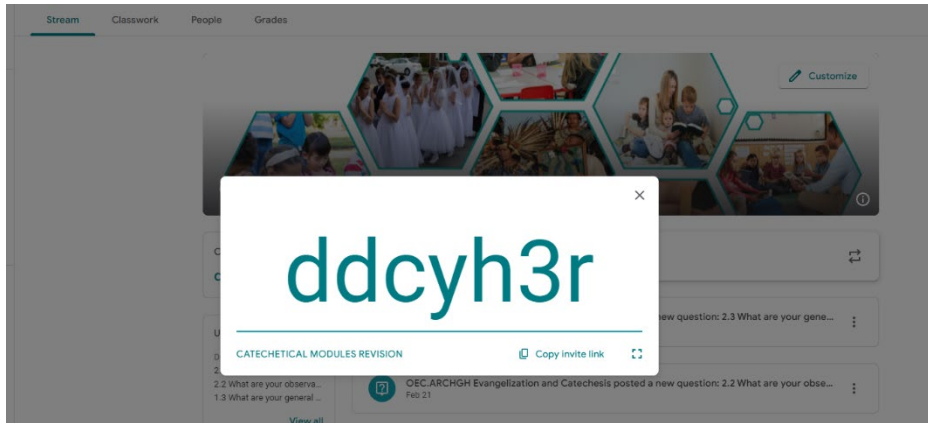 Stream Classwork People Grades
Customize
ddcyh3r
CATECHETICAL MODULES REVISION Copy invite link
new question: 2.3 What are your gene...
OEC.ARCHGH Evangelization and Catechesis posted a new question: 2.2 What are your obse...
Feb 21
2.2 What are your observa...
1.3 What are your general ...
View all